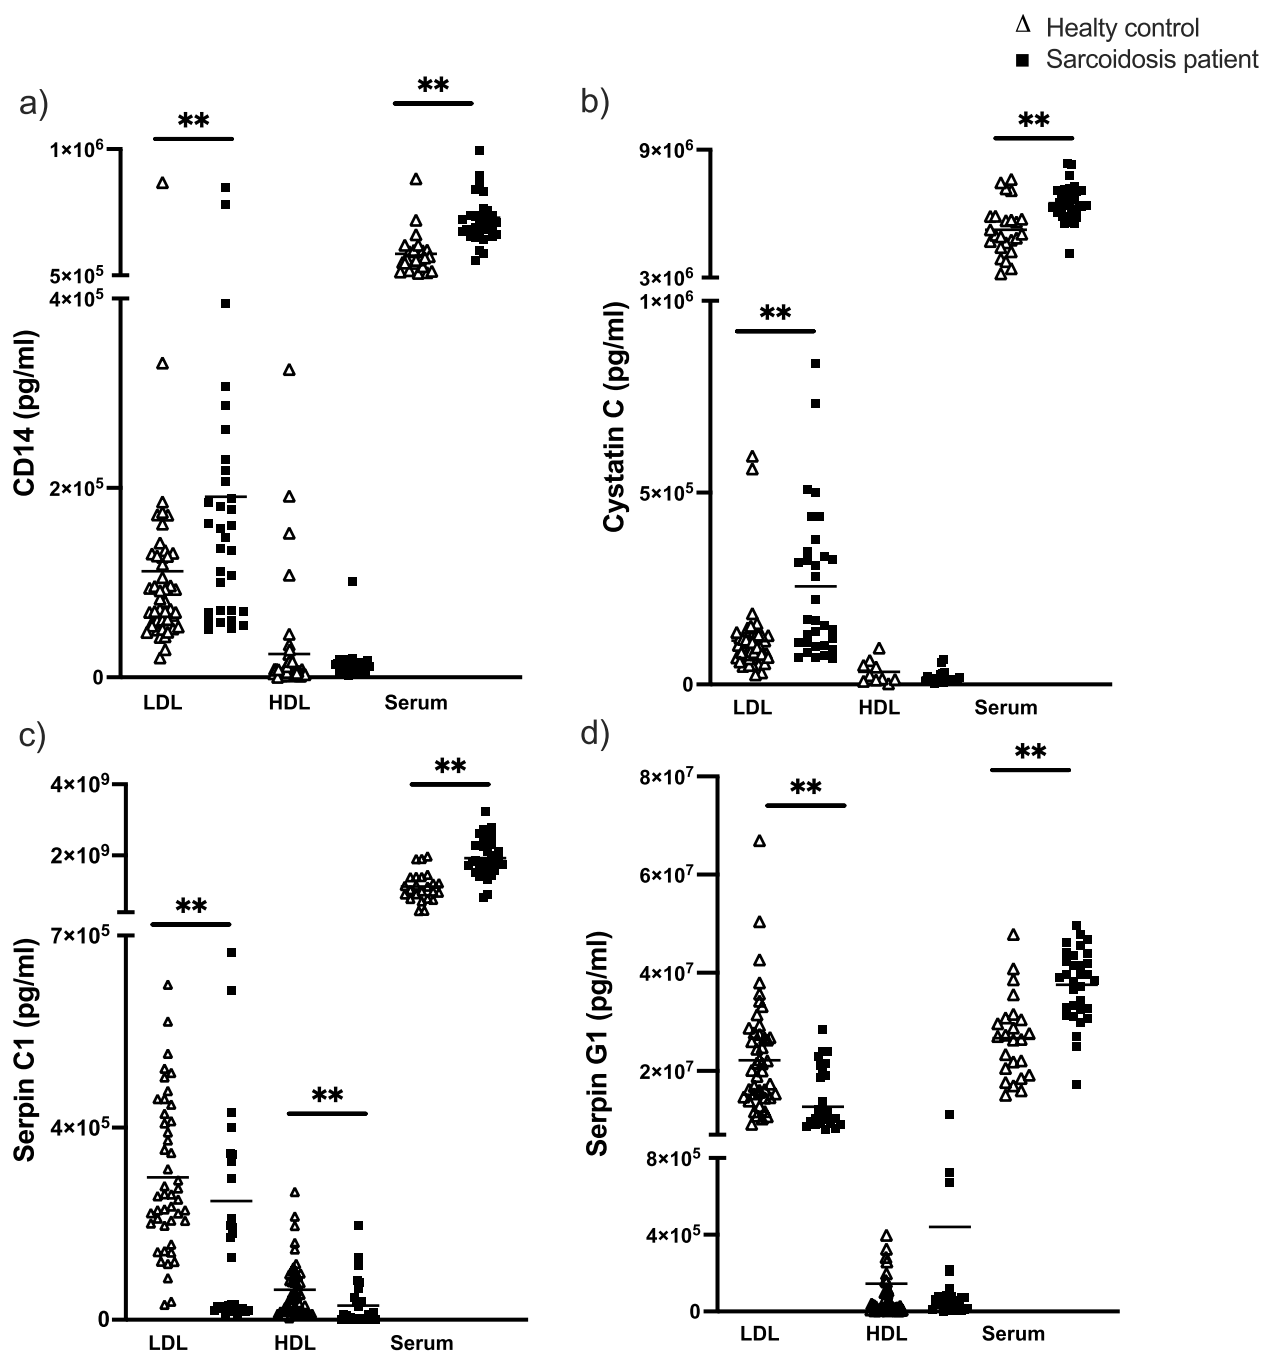 Δ Healty control
■ Sarcoidosis patient
a)
**
**
1×10⁶
5×10⁵
4×10⁵
2×10⁵
0
CD14 (pg/ml)
LDL HDL Serum
b)
**
**
9×10⁶
3×10⁶
1×10⁶
5×10⁵
0
Cystatin C (pg/ml)
LDL HDL Serum
c)
**
**
**
4×10⁹
2×10⁹
7×10⁵
4×10⁵
0
Serpin C1 (pg/ml)
LDL HDL Serum
d)
**
**
8×10⁷
6×10⁷
4×10⁷
2×10⁷
8×10⁵
4×10⁵
0
Serpin G1 (pg/ml)
LDL HDL Serum